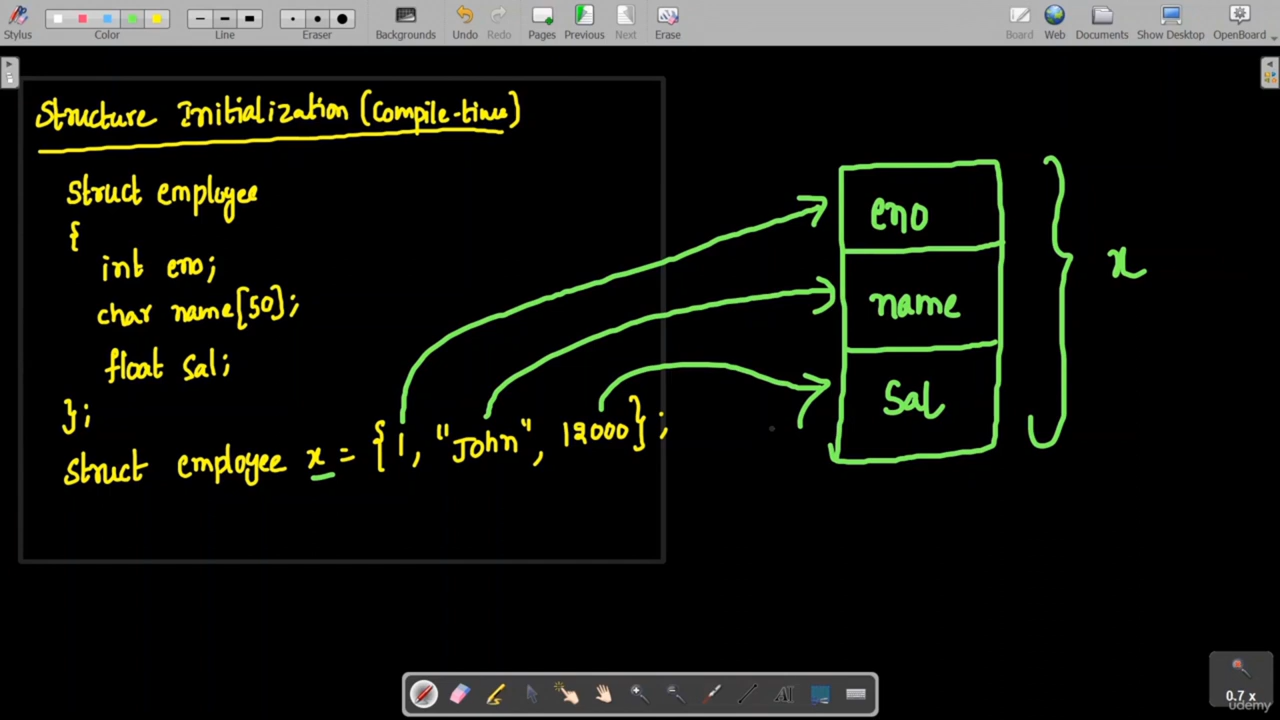 Stylus
Color
Line
Eraser
Backgrounds
Undo
Redo
Pages
Previous
Next
Erase
Board
Web
Documents
Show Desktop
OpenBoard
Structure Initialization (Compile-time)
Struct employee
{
int eno;
char name[50];
float sal;
};
Struct employee x = {1, "John", 12000};
eno
name
Sal
x
0.7 x
udemy